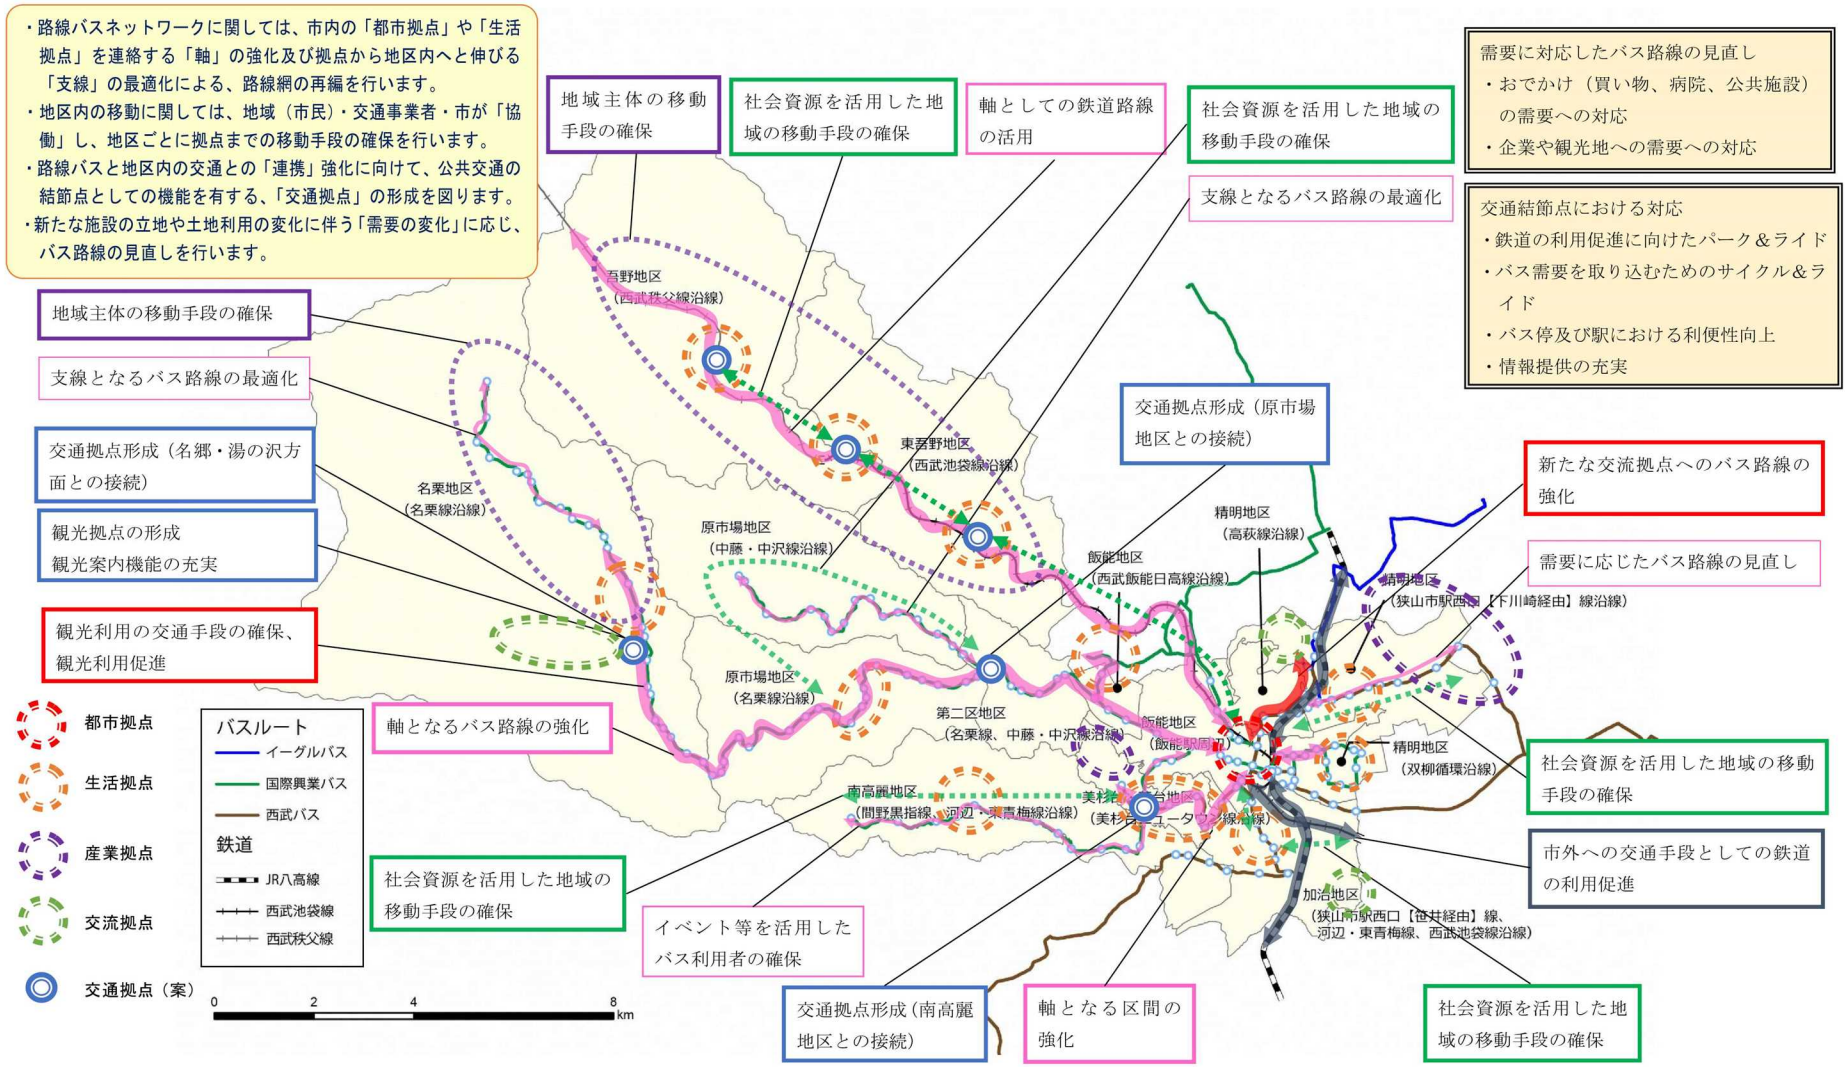 ・路線バスネットワークに関しては、市内の「都市拠点」や「生活
拠点」を連絡する「軸」の強化及び拠点から地区内へと伸びる
「支線」の最適化による、路線網の再編を行います。
・地区内の移動に関しては、地域（市民）・交通事業者・市が「協
働」し、地区ごとに拠点までの移動手段の確保を行います。
・路線バスと地区内の交通との「連携」強化に向けて、公共交通の
結節点としての機能を有する、「交通拠点」の形成を図ります。
・新たな施設の立地や土地利用の変化に伴う「需要の変化」に応じ、
バス路線の見直しを行います。
地域主体の移動
手段の確保
社会資源を活用した地
域の移動手段の確保
軸としての鉄道路線
の活用
社会資源を活用した地域の
移動手段の確保
支線となるバス路線の最適化
需要に対応したバス路線の見直し
・おでかけ（買い物、病院、公共施設）
の需要への対応
・企業や観光地への需要への対応
交通結節点における対応
・鉄道の利用促進に向けたパーク＆ライド
・バス需要を取り込むためのサイクル＆ラ
イド
・バス停及び駅における利便性向上
・情報提供の充実
地域主体の移動手段の確保
支線となるバス路線の最適化
交通拠点形成（名郷・湯の沢方
面との接続）
観光拠点の形成
観光案内機能の充実
観光利用の交通手段の確保、
観光利用促進
吾野地区
（西武秩父線沿線）
東吾野地区
（西武池袋線沿線）
名栗地区
（名栗線沿線）
原市場地区
（中藤・中沢線沿線）
原市場地区
（名栗線沿線）
交通拠点形成（原市場
地区との接続）
精明地区
（高萩線沿線）
飯能地区
（西武飯能日高線沿線）
精明地区
（狭山市駅西口【下川崎経由】線沿線）
新たな交流拠点へのバス路線の
強化
需要に応じたバス路線の見直し
第二区地区
（名栗線、中藤・中沢線沿線）
飯能地区
（飯能駅周辺）
精明地区
（双柳循環沿線）
南高麗地区
（間野黒指線、河辺・東青梅線沿線）
美杉台地区
（美杉台ニュータウン線沿線）
加治地区
（狭山市駅西口【笹井経由】線、
河辺・東青梅線、西武池袋線沿線）
社会資源を活用した地域の移動
手段の確保
市外への交通手段としての鉄道
の利用促進
社会資源を活用した地
域の移動手段の確保
軸となるバス路線の強化
社会資源を活用した地域の
移動手段の確保
イベント等を活用した
バス利用者の確保
交通拠点形成（南高麗
地区との接続）
軸となる区間の
強化
都市拠点
生活拠点
産業拠点
交流拠点
交通拠点（案）
バスルート
イーグルバス
国際興業バス
西武バス
鉄道
JR八高線
西武池袋線
西武秩父線
0 2 4 8
km